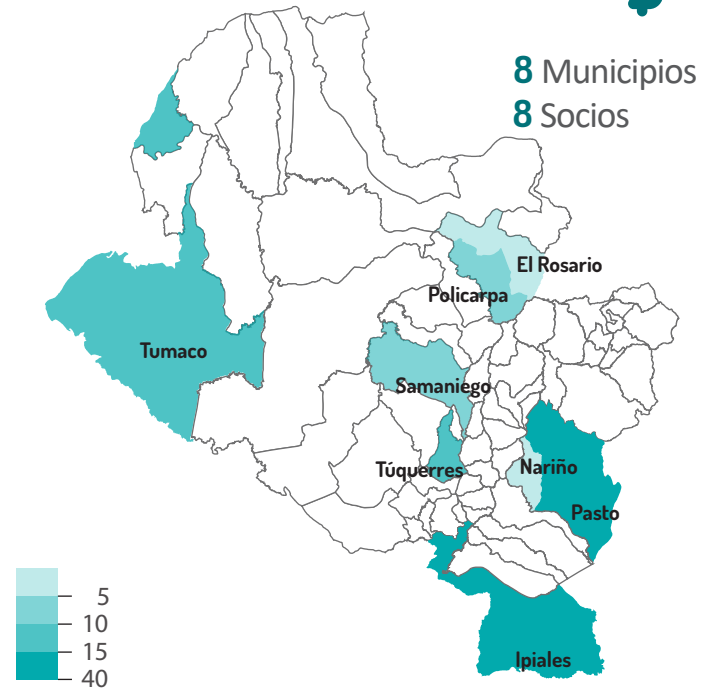 8 Municipios
8 Socios
El Rosario
Policarpa
Tumaco
Samaniego
Túquerres
Nariño
Pasto
Ipiales
5
10
15
40